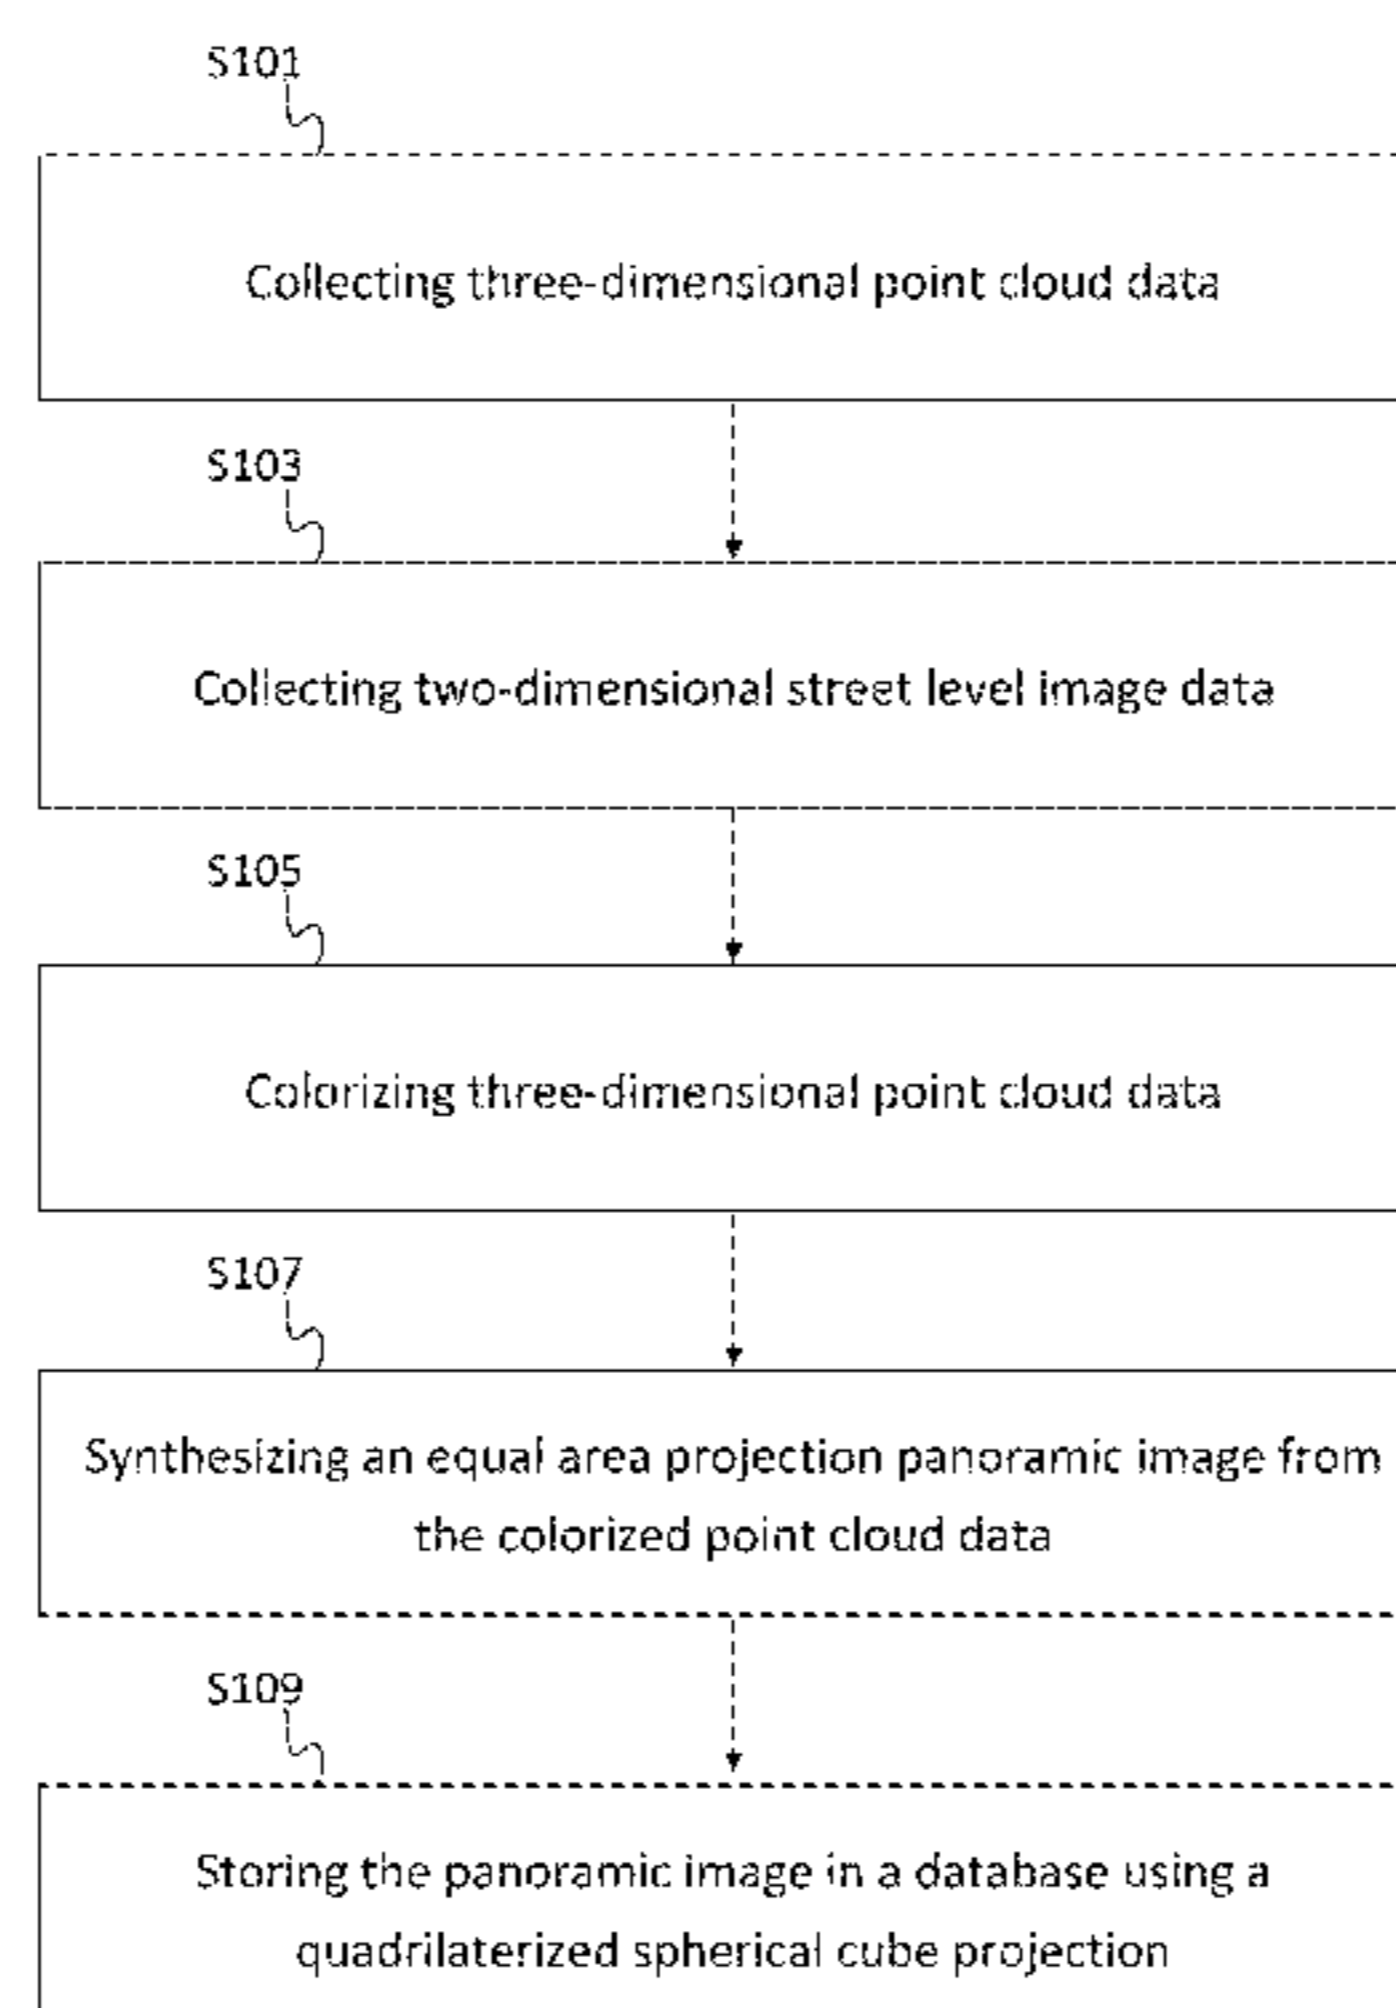 S101
Collecting three-dimensional point cloud data
S103
Collecting two-dimensional street level image data
S105
Colorizing three-dimensional point cloud data
S107
Synthesizing an equal area projection panoramic image from
the colorized point cloud data
S109
Storing the panoramic image in a database using a
quadrilaterized spherical cube projection